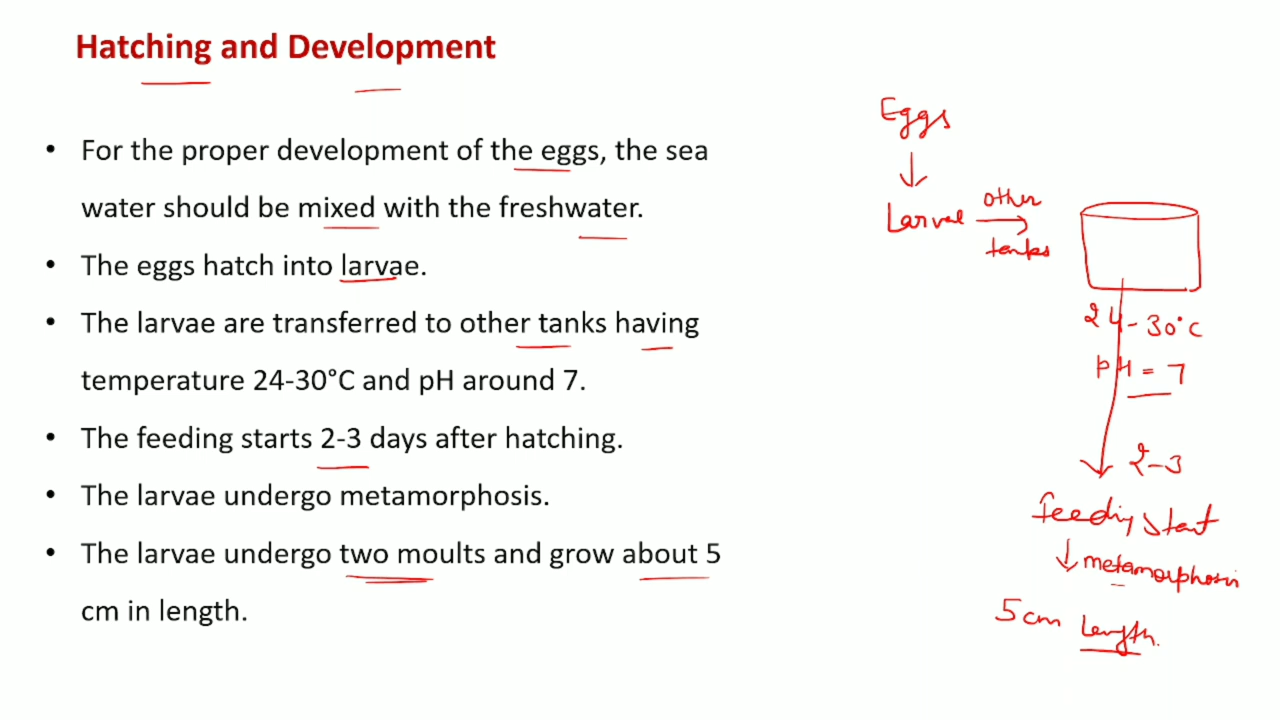 Hatching and Development
• For the proper development of the eggs, the sea
water should be mixed with the freshwater.
• The eggs hatch into larvae.
• The larvae are transferred to other tanks having
temperature 24-30°C and pH around 7.
• The feeding starts 2-3 days after hatching.
• The larvae undergo metamorphosis.
• The larvae undergo two moults and grow about 5
cm in length.
Eggs
Larvae other
tanks
24-30°C
pH = 7
2-3
feeding start
metamorphosis
5cm Length.